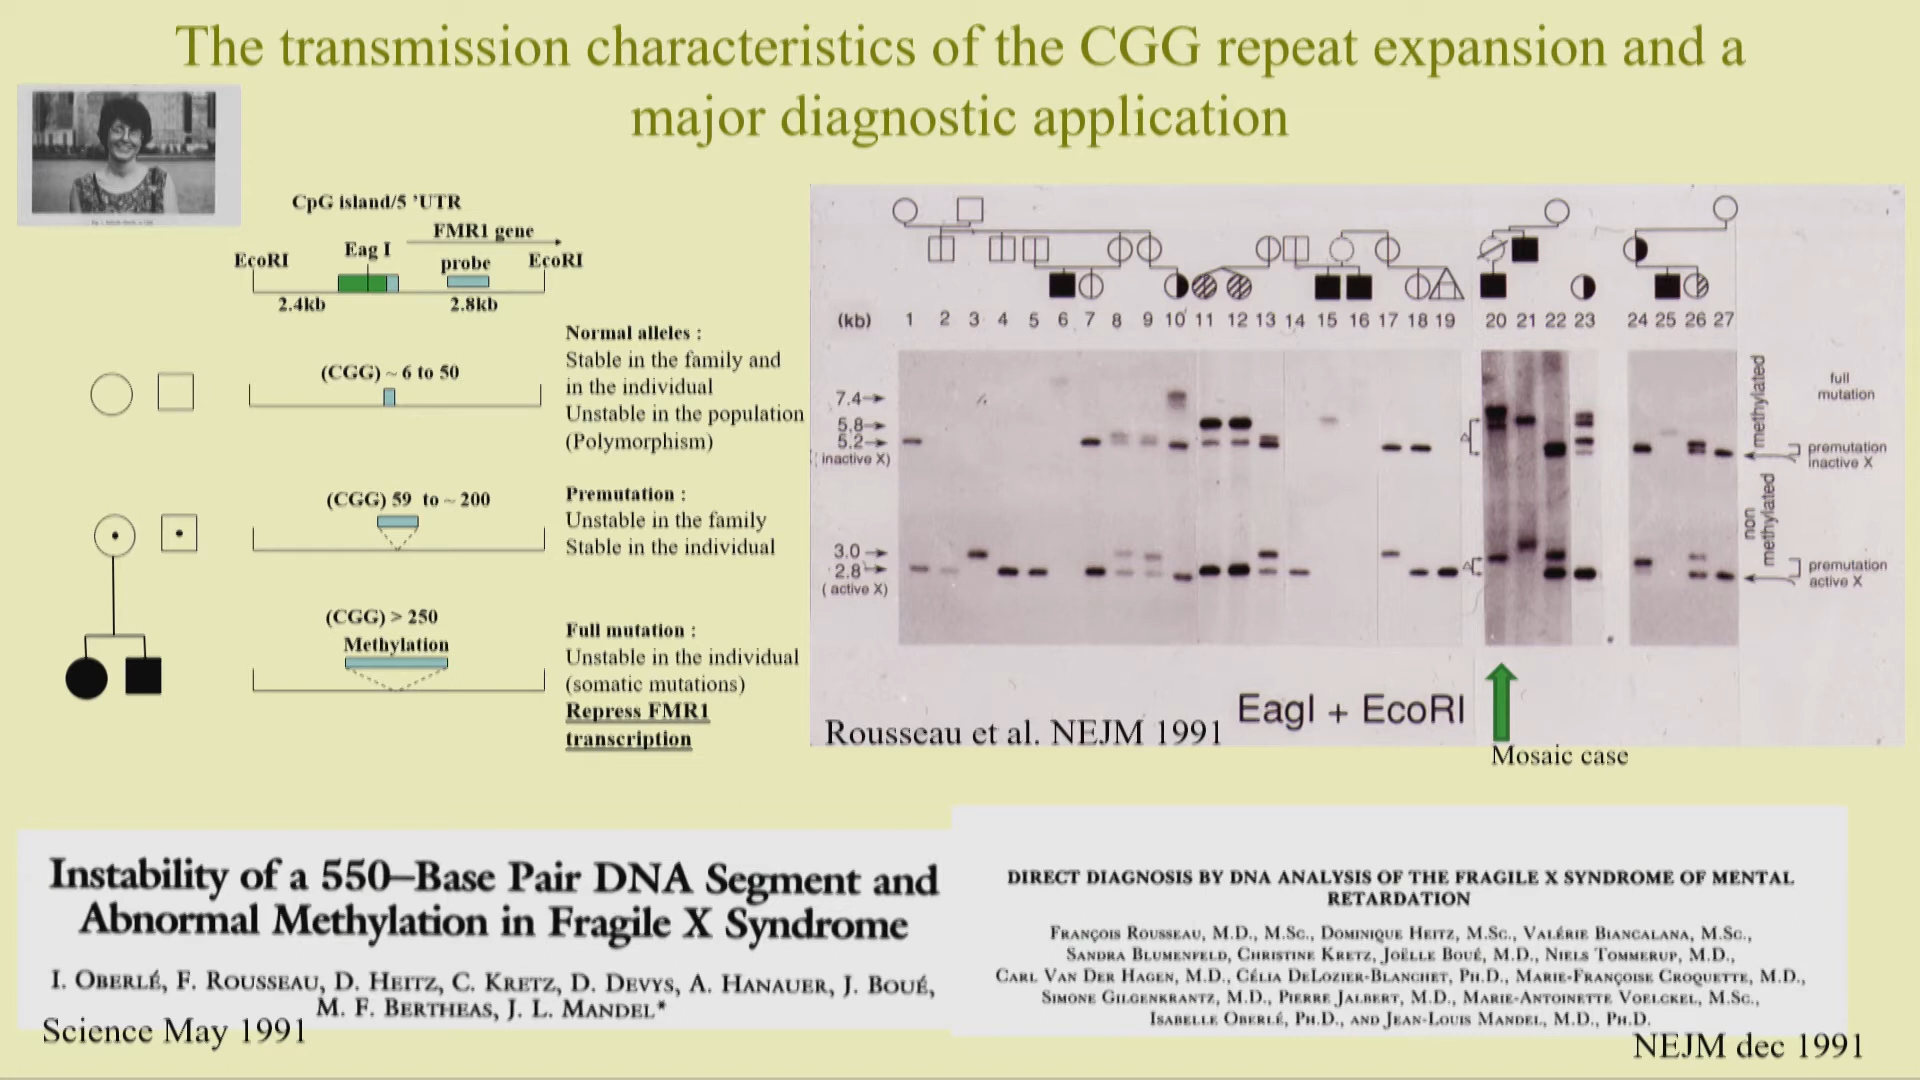 The transmission characteristics of the CGG repeat expansion and a
major diagnostic application
CpG island/5 ’UTR
FMR1 gene
EcoRI
Eag I
probe
EcoRI
2.4kb
2.8kb
Normal alleles :
Stable in the family and
in the individual
Unstable in the population
(Polymorphism)
(CGG) ~ 6 to 50
Premutation :
Unstable in the family
Stable in the individual
(CGG) 59 to ~ 200
(CGG) > 250
Methylation
Full mutation :
Unstable in the individual
(somatic mutations)
Repress FMR1
transcription
(kb) 1 2 3 4 5 6 7 8 9 10 11 12 13 14 15 16 17 18 19 20 21 22 23 24 25 26 27
7.4
5.8
5.2
(inactive X)
3.0
2.8
(active X)
methylated
non
methylated
full
mutation
premutation
inactive X
premutation
active X
EagI + EcoRI
Rousseau et al. NEJM 1991
Mosaic case
Instability of a 550–Base Pair DNA Segment and
Abnormal Methylation in Fragile X Syndrome
I. OBERLÉ, F. ROUSSEAU, D. HEITZ, C. KRETZ, D. DEVYS, A. HANAUER, J. BOUÉ,
M. F. BERTHEAS, J. L. MANDEL*
Science May 1991
DIRECT DIAGNOSIS BY DNA ANALYSIS OF THE FRAGILE X SYNDROME OF MENTAL
RETARDATION
FRANÇOIS ROUSSEAU, M.D., M.SC., DOMINIQUE HEITZ, M.SC., VALÉRIE BIANCALANA, M.SC.,
SANDRA BLUMENFELD, CHRISTINE KRETZ, JOËLLE BOUÉ, M.D., NIELS TOMMERUP, M.D.,
CARL VAN DER HAGEN, M.D., CÉLIA DELOZIER-BLANCHET, PH.D., MARIE-FRANÇOISE CROQUETTE, M.D.,
SIMONE GILGENKRANTZ, M.D., PIERRE JALBERT, M.D., MARIE-ANTOINETTE VOELCKEL, M.SC.,
ISABELLE OBERLÉ, PH.D., AND JEAN-LOUIS MANDEL, M.D., PH.D.
NEJM dec 1991